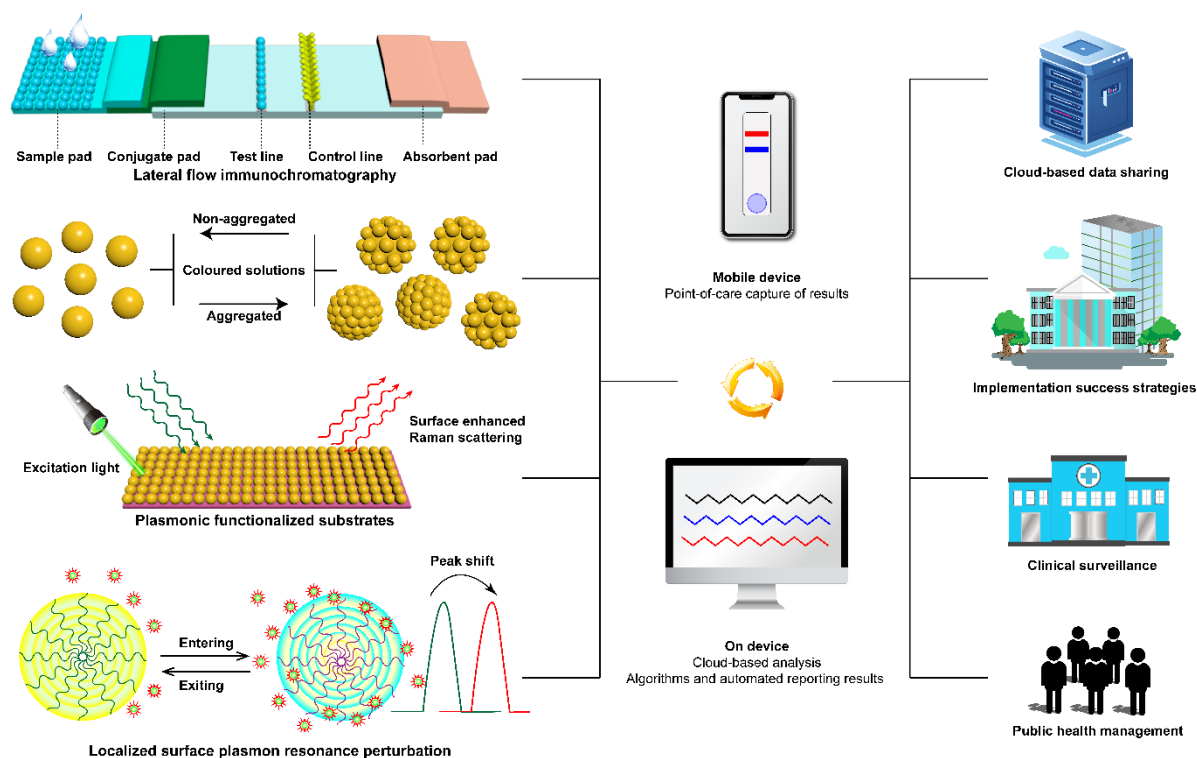 Sample pad
Conjugate pad
Test line
Control line
Absorbent pad
Lateral flow immunochromatography
Non-aggregated
Coloured solutions
Aggregated
Surface enhanced
Raman scattering
Excitation light
Plasmonic functionalized substrates
Peak shift
Entering
Exiting
Localized surface plasmon resonance perturbation
Mobile device
Point-of-care capture of results
On device
Cloud-based analysis
Algorithms and automated reporting results
Cloud-based data sharing
Implementation success strategies
Clinical surveillance
Public health management